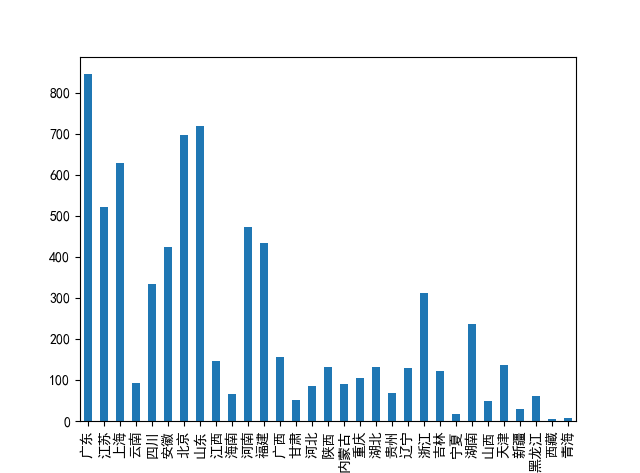 800
700
600
500
400
300
200
100
0
广东
江苏
上海
云南
四川
安徽
北京
山东
江西
海南
河南
福建
广西
甘肃
河北
陕西
内蒙古
重庆
湖北
贵州
辽宁
浙江
吉林
宁夏
湖南
山西
天津
新疆
黑龙江
西藏
青海